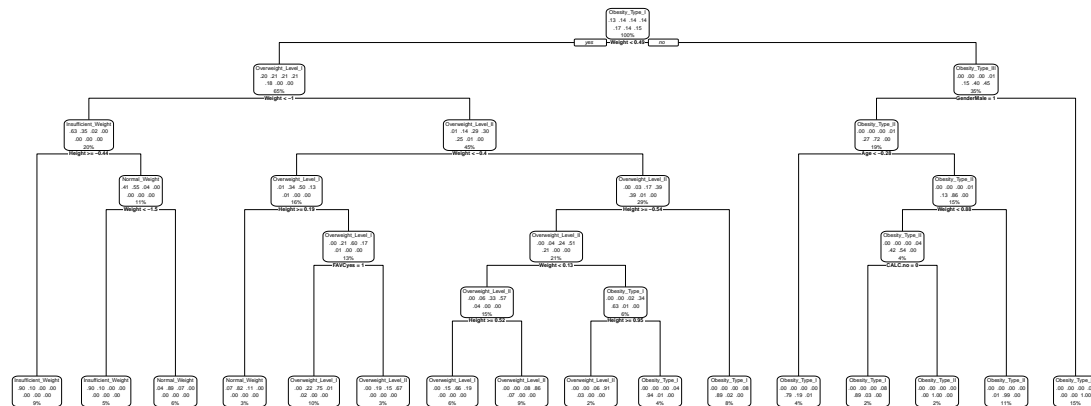 Obesity_Type_I
.13 .14 .14 .14
.17 .14 .15
100%
yes Weight < 0.45 no
Overweight_Level_I
.20 .21 .21 .21
.18 .00 .00
65%
Weight < -1
Obesity_Type_III
.00 .00 .00 .01
.15 .40 .45
35%
GenderMale = 1
Insufficient_Weight
.63 .35 .02 .00
.00 .00 .00
20%
Height >= -0.44
Overweight_Level_II
.01 .14 .29 .30
.25 .01 .00
45%
Weight < -0.4
Obesity_Type_II
.00 .00 .00 .01
.27 .72 .00
19%
Age < -0.28
Normal_Weight
.41 .55 .04 .00
.00 .00 .00
11%
Weight < -1.5
Overweight_Level_I
.01 .34 .50 .13
.01 .00 .00
16%
Height >= 0.19
Overweight_Level_II
.00 .03 .17 .39
.39 .01 .00
29%
Height >= -0.54
Obesity_Type_II
.00 .00 .00 .01
.13 .86 .00
15%
Weight < 0.88
Overweight_Level_I
.00 .21 .60 .17
.01 .00 .00
13%
FAVCyes = 1
Overweight_Level_II
.00 .04 .24 .51
.21 .00 .00
21%
Weight < 0.13
Obesity_Type_II
.00 .00 .00 .04
.42 .54 .00
4%
CALC.no = 0
Overweight_Level_II
.00 .06 .33 .57
.04 .00 .00
15%
Height >= 0.52
Obesity_Type_I
.00 .00 .02 .34
.63 .01 .00
6%
Height >= 0.95
Insufficient_Weight
.90 .10 .00 .00
.00 .00 .00
9%
Insufficient_Weight
.90 .10 .00 .00
.00 .00 .00
5%
Normal_Weight
.04 .88 .07 .00
.00 .00 .00
6%
Normal_Weight
.07 .82 .11 .00
.00 .00 .00
3%
Overweight_Level_I
.00 .22 .75 .01
.02 .00 .00
10%
Overweight_Level_II
.00 .19 .15 .67
.00 .00 .00
3%
Overweight_Level_I
.00 .15 .66 .19
.00 .00 .00
6%
Overweight_Level_II
.00 .00 .08 .86
.07 .00 .00
9%
Overweight_Level_II
.00 .00 .06 .91
.03 .00 .00
2%
Obesity_Type_I
.00 .00 .00 .04
.94 .01 .00
4%
Obesity_Type_I
.00 .00 .00 .08
.89 .02 .00
8%
Obesity_Type_I
.00 .00 .00 .02
.79 .19 .01
4%
Obesity_Type_I
.00 .00 .00 .08
.89 .03 .00
2%
Obesity_Type_II
.00 .00 .00 .00
.00 1.00 .00
2%
Obesity_Type_II
.00 .00 .00 .00
.01 .99 .00
11%
Obesity_Type_
.00 .00 .00
.00 .00 1.00
15%